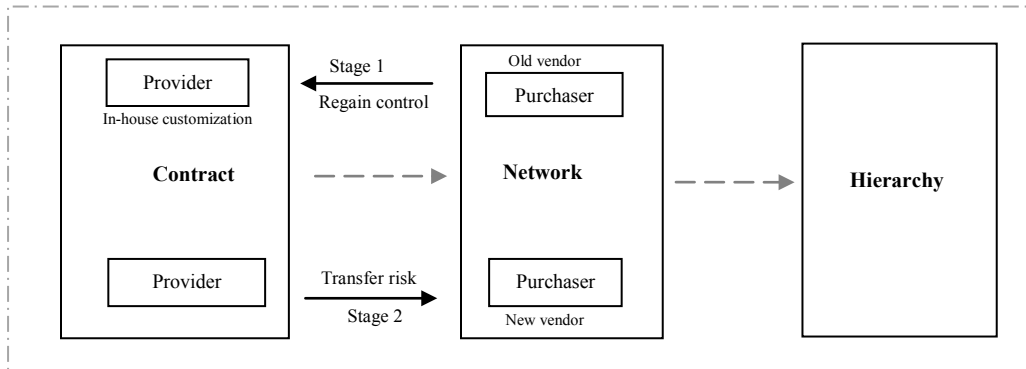 Stage 1
Old vendor
Provider
Purchaser
Regain control
In-house customization
Contract
Network
Hierarchy
Provider
Transfer risk
Purchaser
Stage 2
New vendor